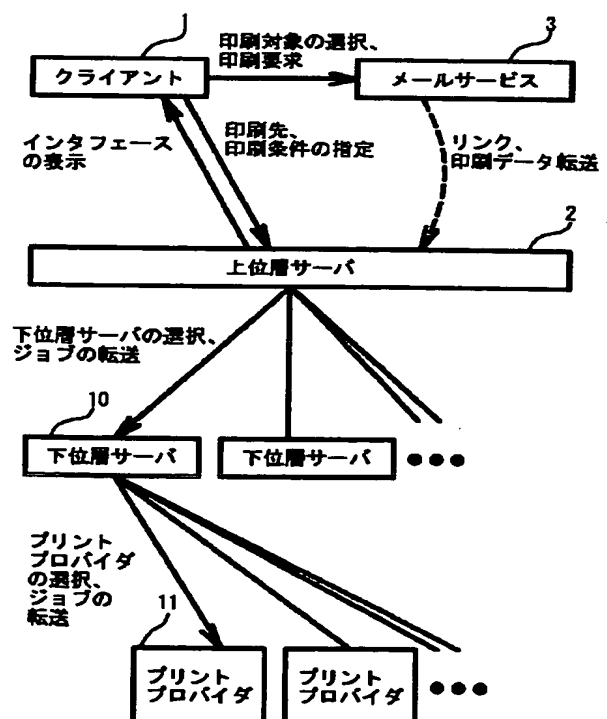 1
クライアント
印刷対象の選択、
印刷要求
3
メールサービス
インタフェース
の表示
印刷先、
印刷条件の指定
リンク、
印刷データ転送
2
上位層サーバ
下位層サーバの選択、
ジョブの転送
10
下位層サーバ
下位層サーバ
プリント
プロバイダ
の選択、
ジョブの
転送
11
プリント
プロバイダ
プリント
プロバイダ